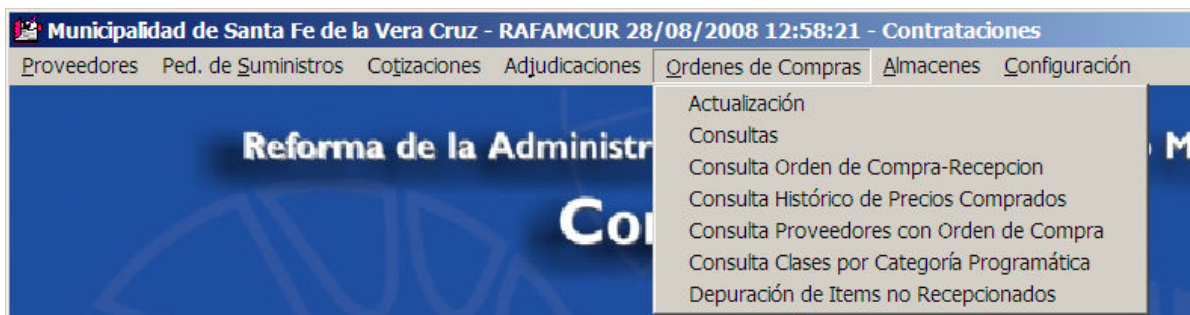 Municipalidad de Santa Fe de la Vera Cruz - RAFAMCUR 28/08/2008 12:58:21 - Contrataciones
Proveedores Ped. de Suministros Cotizaciones Adjudicaciones Ordenes de Compras Almacenes Configuración
Actualización
Consultas
Consulta Orden de Compra-Recepcion
Consulta Histórico de Precios Comprados
Consulta Proveedores con Orden de Compra
Consulta Clases por Categoría Programática
Depuración de Items no Recepcionados
Reforma de la Administr
M
Co